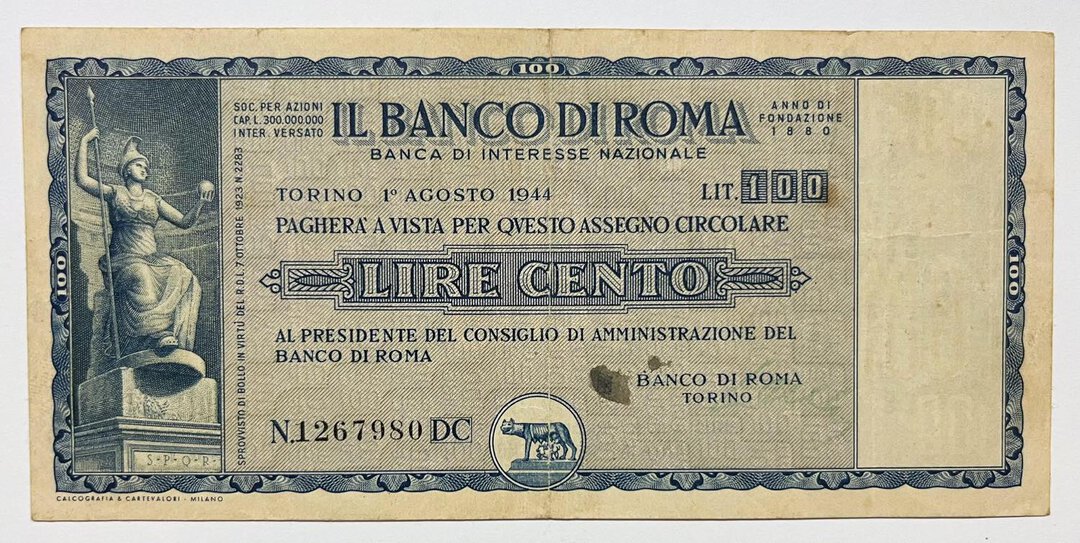 100
SOC. PER AZIONI
CAP. L. 300.000.000
INTER. VERSATO
IL BANCO DI ROMA
ANNO DI
FONDAZIONE
1880
BANCA DI INTERESSE NAZIONALE
TORINO 1º AGOSTO 1944
LIT. 100
PAGHERA' A VISTA PER QVESTO ASSEGNO CIRCOLARE
LIRE CENTO
100
100
AL PRESIDENTE DEL CONSIGLIO DI AMMINISTRAZIONE DEL
BANCO DI ROMA
BANCO DI ROMA
TORINO
N.1267980 DC
SPROVVISTO DI BOLLO IN VIRTÙ DEL R.D.L. 7 OTTOBRE 1923 N. 2283
S·P·Q·R·
CALCOGRAFIA & CARTEVALORI - MILANO